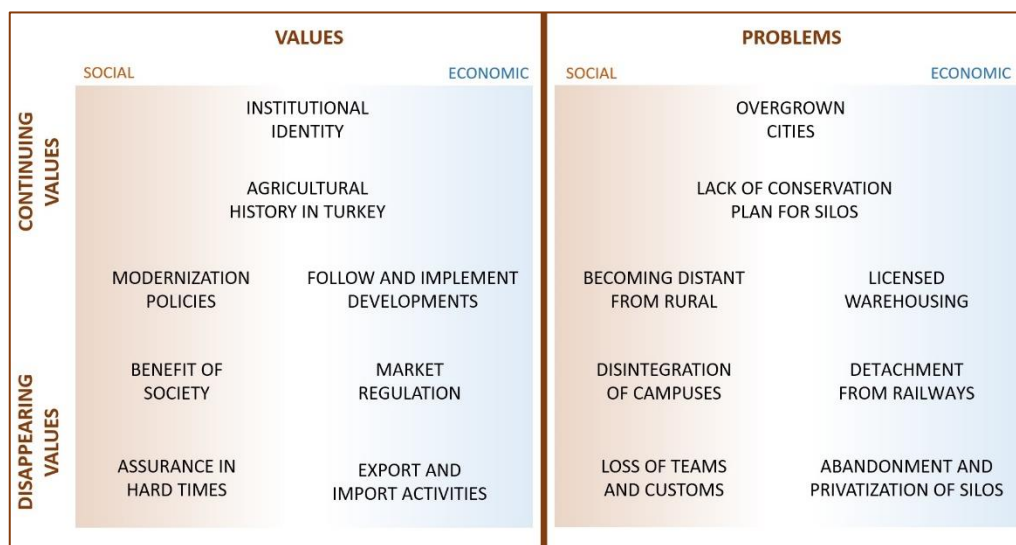 VALUES
PROBLEMS
SOCIAL
ECONOMIC
SOCIAL
ECONOMIC
CONTINUING
VALUES
DISAPPEARING
VALUES
INSTITUTIONAL
IDENTITY
AGRICULTURAL
HISTORY IN TURKEY
MODERNIZATION
POLICIES
FOLLOW AND IMPLEMENT
DEVELOPMENTS
BENEFIT OF
SOCIETY
MARKET
REGULATION
ASSURANCE IN
HARD TIMES
EXPORT AND
IMPORT ACTIVITIES
OVERGROWN
CITIES
LACK OF CONSERVATION
PLAN FOR SILOS
BECOMING DISTANT
FROM RURAL
LICENSED
WAREHOUSING
DISINTEGRATION
OF CAMPUSES
DETACHMENT
FROM RAILWAYS
LOSS OF TEAMS
AND CUSTOMS
ABANDONMENT AND
PRIVATIZATION OF SILOS